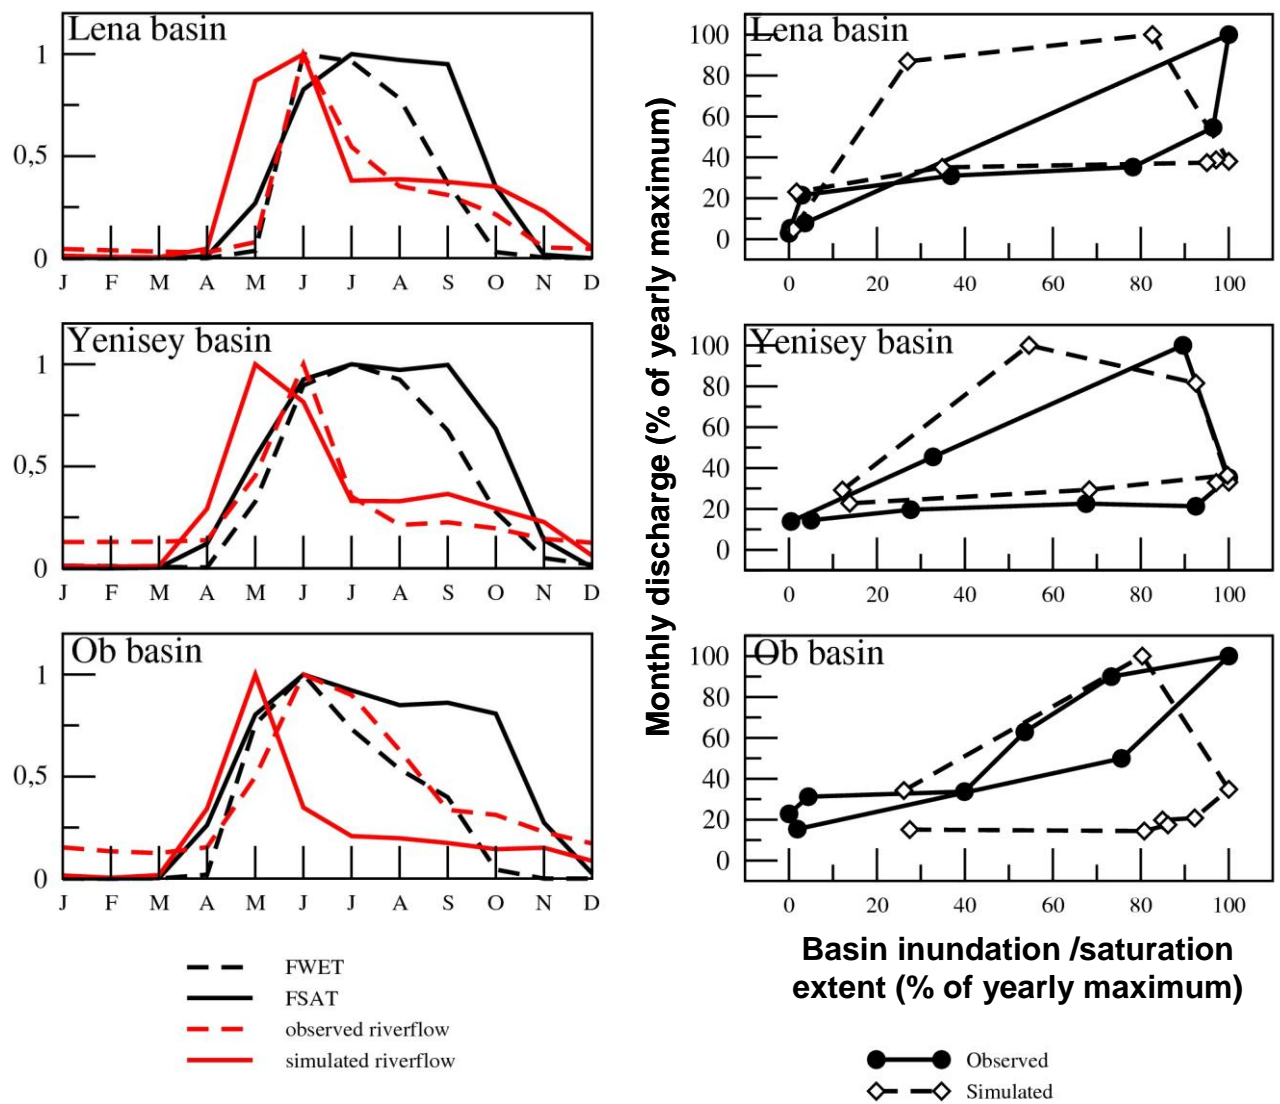 Lena basin
1
0,5
0
J F M A M J J A S O N D
Yenisey basin
1
0,5
0
J F M A M J J A S O N D
Ob basin
1
0,5
0
J F M A M J J A S O N D
FWET
FSAT
observed riverflow
simulated riverflow
Monthly discharge (% of yearly maximum)
Lena basin
100
80
60
40
20
0
0 20 40 60 80 100
Yenisey basin
100
80
60
40
20
0
0 20 40 60 80 100
Ob basin
100
80
60
40
20
0
0 20 40 60 80 100
Basin inundation /saturation
extent (% of yearly maximum)
Observed
Simulated